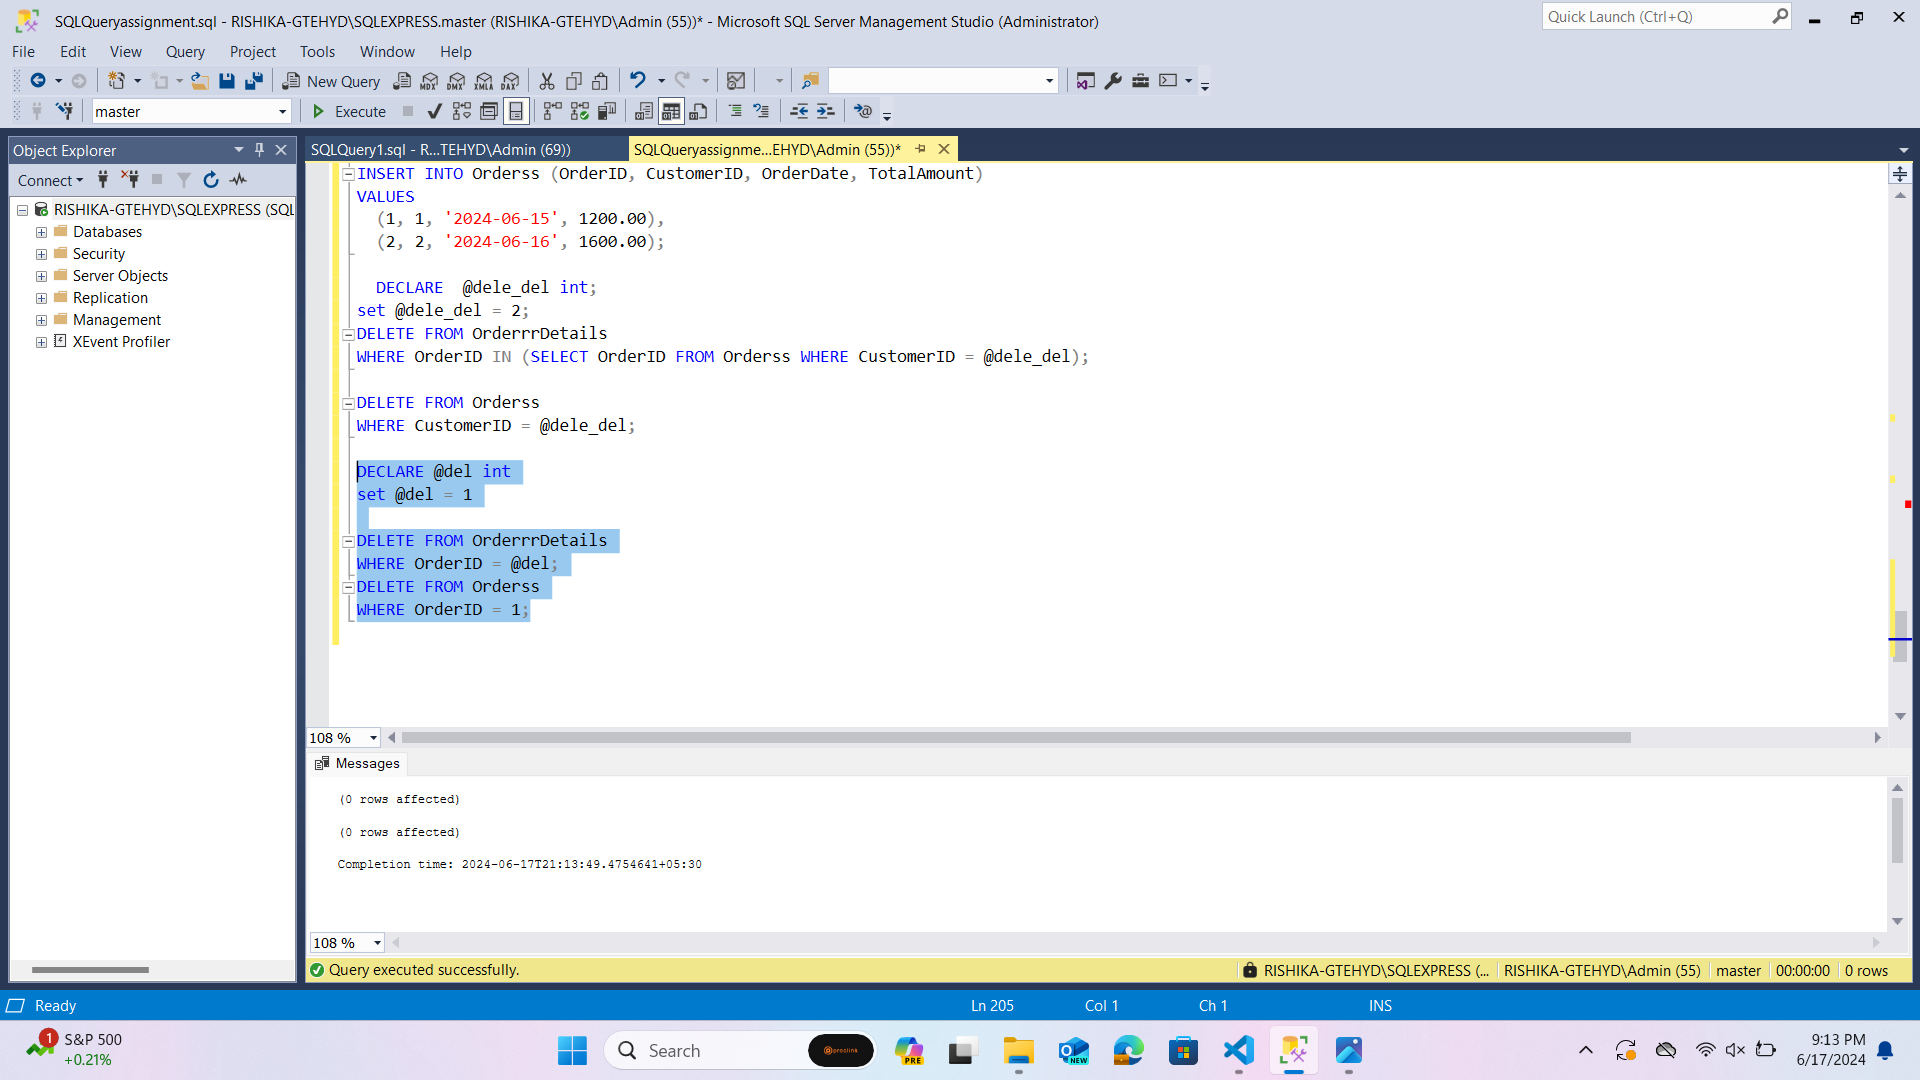 SQLQueryassignment.sql - RISHIKA-GTEHYD\SQLEXPRESS.master (RISHIKA-GTEHYD\Admin (55))* - Microsoft SQL Server Management Studio (Administrator)
Quick Launch (Ctrl+Q)
File Edit View Query Project Tools Window Help
New Query
MDX DMX XMLA DAX
master
Execute
Object Explorer
SQLQuery1.sql - R...TEHYD\Admin (69))
SQLQueryassignme...EHYD\Admin (55))*
Connect
RISHIKA-GTEHYD\SQLEXPRESS (SQL
Databases
Security
Server Objects
Replication
Management
XEvent Profiler
INSERT INTO Orderss (OrderID, CustomerID, OrderDate, TotalAmount)
VALUES
(1, 1, '2024-06-15', 1200.00),
(2, 2, '2024-06-16', 1600.00);
DECLARE  @dele_del int;
set @dele_del = 2;
DELETE FROM OrderrrDetails
WHERE OrderID IN (SELECT OrderID FROM Orderss WHERE CustomerID = @dele_del);
DELETE FROM Orderss
WHERE CustomerID = @dele_del;
DECLARE @del int
set @del = 1
DELETE FROM OrderrrDetails
WHERE OrderID = @del;
DELETE FROM Orderss
WHERE OrderID = 1;
108 %
Messages
(0 rows affected)
(0 rows affected)
Completion time: 2024-06-17T21:13:49.4754641+05:30
108 %
Query executed successfully.
RISHIKA-GTEHYD\SQLEXPRESS (...
RISHIKA-GTEHYD\Admin (55)
master
00:00:00
0 rows
Ready
Ln 205
Col 1
Ch 1
INS
1
S&P 500
+0.21%
Search
proclink
PRE
NEW
9:13 PM
6/17/2024